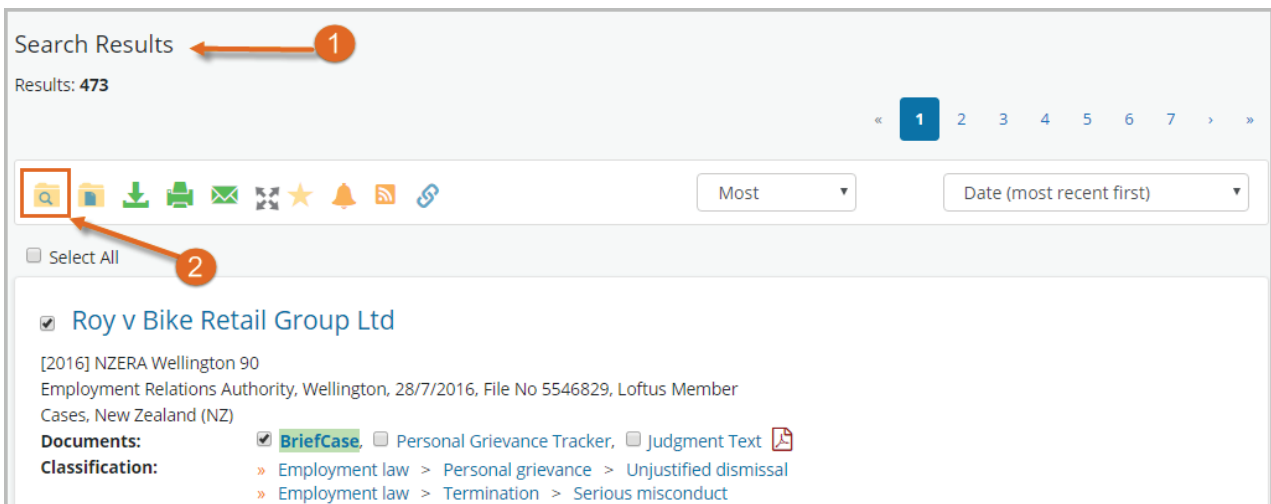 Search Results
1
Results: 473
« 1 2 3 4 5 6 7 › »
Most
Date (most recent first)
Select All
2
Roy v Bike Retail Group Ltd
[2016] NZERA Wellington 90
Employment Relations Authority, Wellington, 28/7/2016, File No 5546829, Loftus Member
Cases, New Zealand (NZ)
Documents: BriefCase, Personal Grievance Tracker, Judgment Text
Classification: » Employment law > Personal grievance > Unjustified dismissal
» Employment law > Termination > Serious misconduct